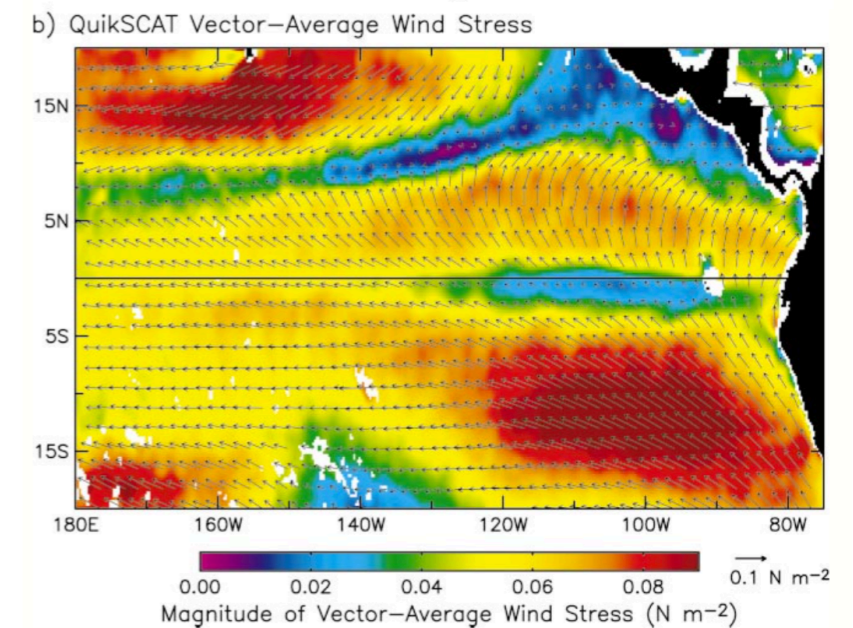 b) QuikSCAT Vector–Average Wind Stress
15N
5N
5S
15S
180E 160W 140W 120W 100W 80W
0.00 0.02 0.04 0.06 0.08
0.1 N m–2
Magnitude of Vector–Average Wind Stress (N m–2)